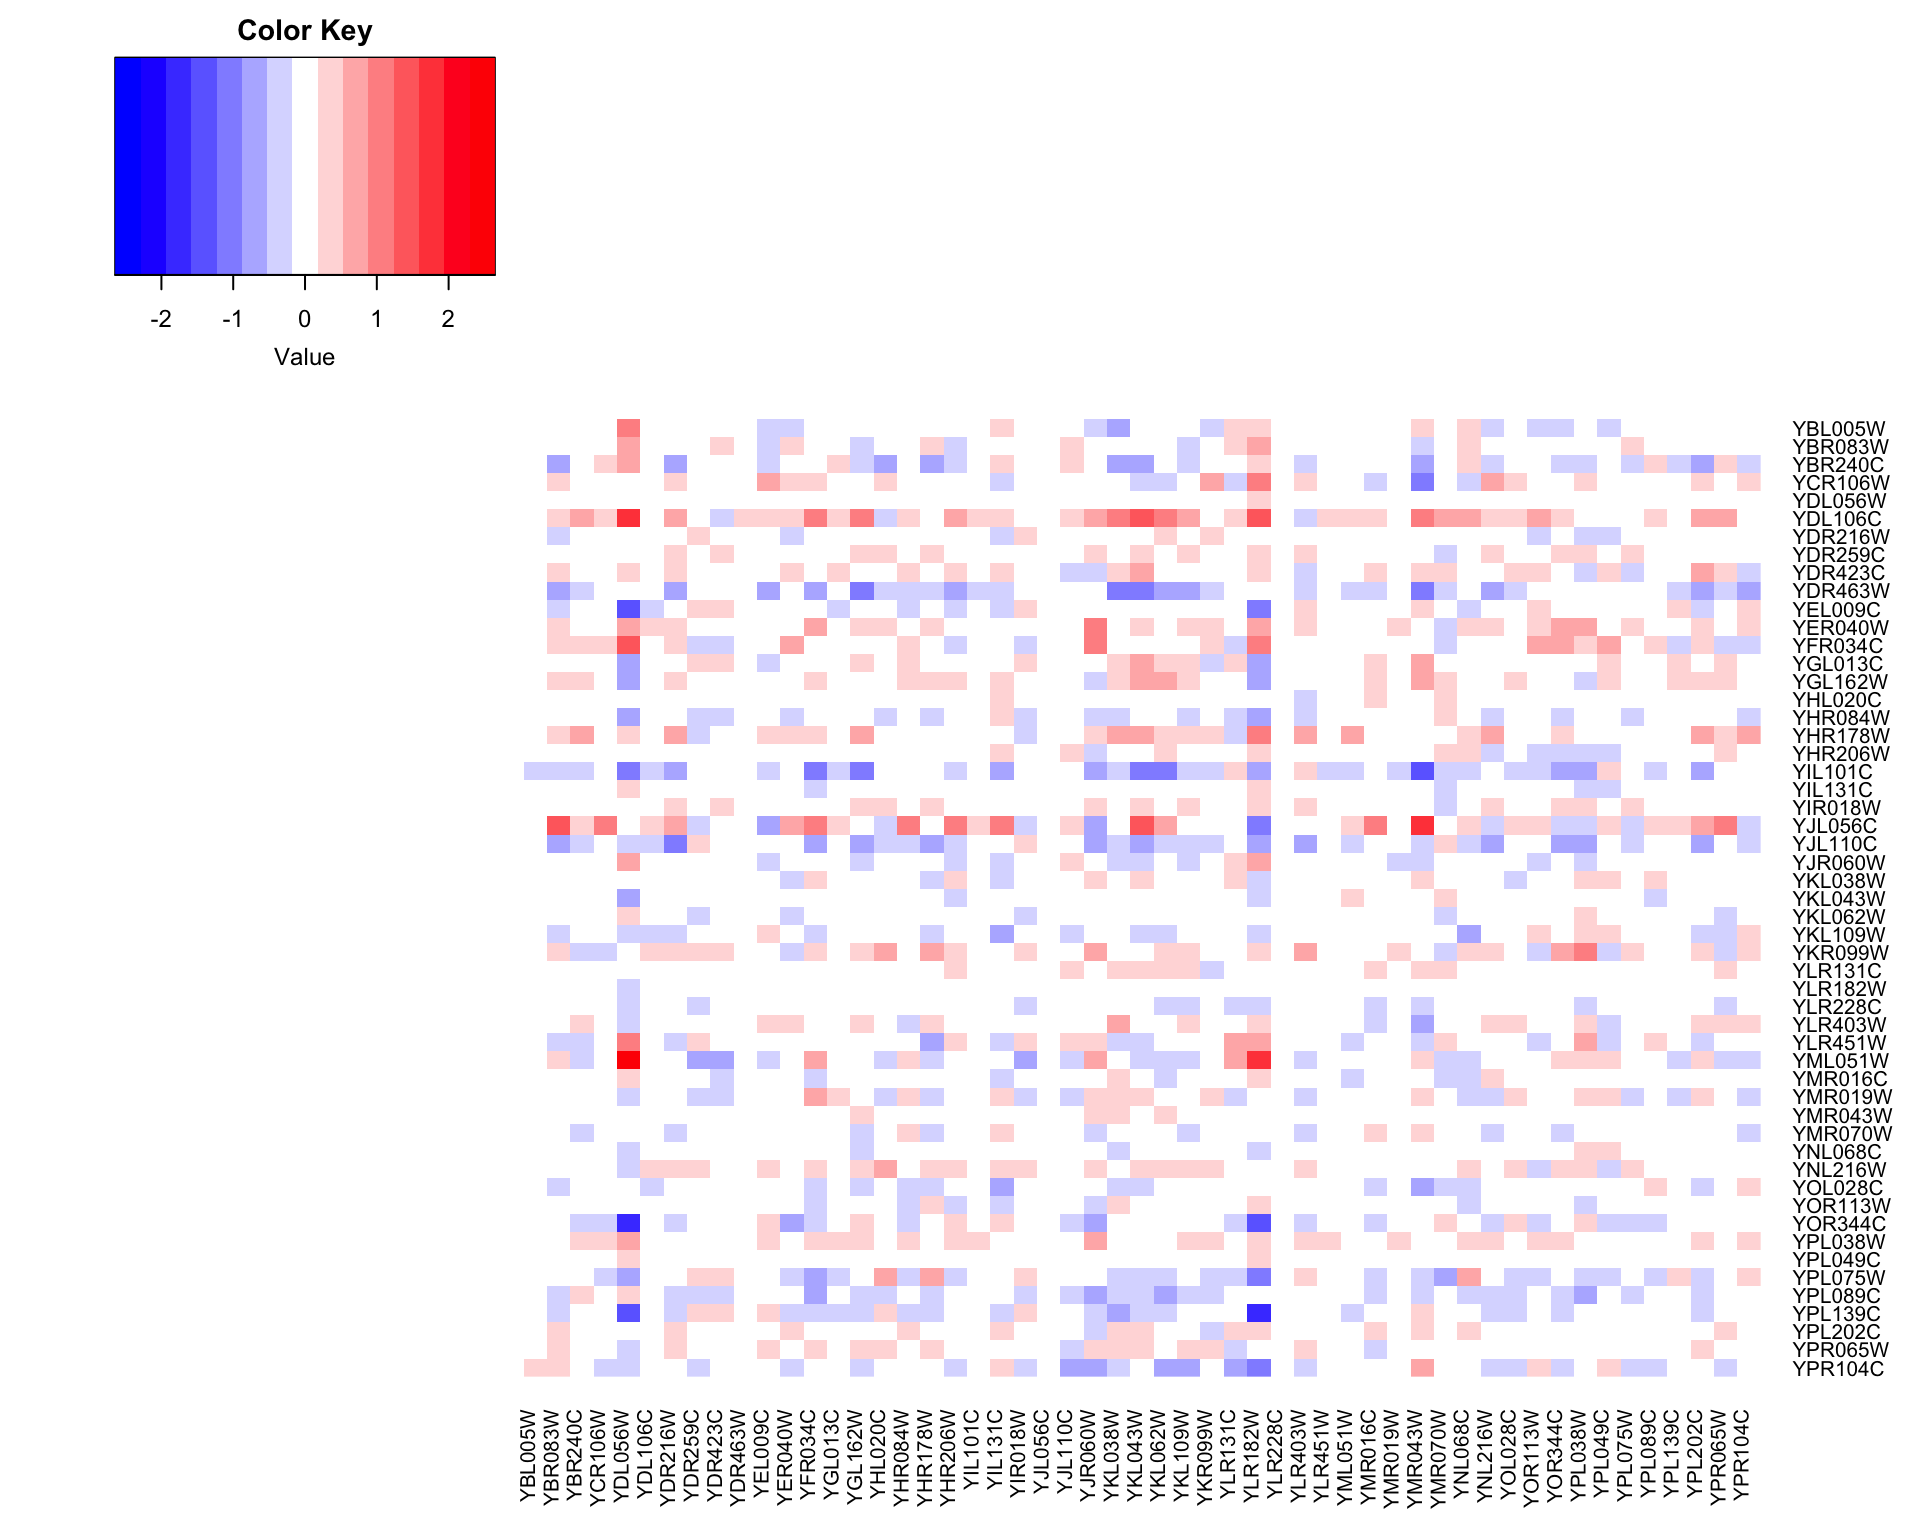 Color Key
-2 -1 0 1 2
Value
YBL005W
YBR083W
YBR240C
YCR106W
YDL056W
YDL106C
YDR216W
YDR259C
YDR423C
YDR463W
YEL009C
YER040W
YFR034C
YGL013C
YGL162W
YHL020C
YHR084W
YHR178W
YHR206W
YIL101C
YIL131C
YIR018W
YJL056C
YJL110C
YJR060W
YKL038W
YKL043W
YKL062W
YKL109W
YKR099W
YLR131C
YLR182W
YLR228C
YLR403W
YLR451W
YML051W
YMR016C
YMR019W
YMR043W
YMR070W
YNL068C
YNL216W
YOL028C
YOR113W
YOR344C
YPL038W
YPL049C
YPL075W
YPL089C
YPL139C
YPL202C
YPR065W
YPR104C
YBL005W
YBR083W
YBR240C
YCR106W
YDL056W
YDL106C
YDR216W
YDR259C
YDR423C
YDR463W
YEL009C
YER040W
YFR034C
YGL013C
YGL162W
YHL020C
YHR084W
YHR178W
YHR206W
YIL101C
YIL131C
YIR018W
YJL056C
YJL110C
YJR060W
YKL038W
YKL043W
YKL062W
YKL109W
YKR099W
YLR131C
YLR182W
YLR228C
YLR403W
YLR451W
YML051W
YMR016C
YMR019W
YMR043W
YMR070W
YNL068C
YNL216W
YOL028C
YOR113W
YOR344C
YPL038W
YPL049C
YPL075W
YPL089C
YPL139C
YPL202C
YPR065W
YPR104C